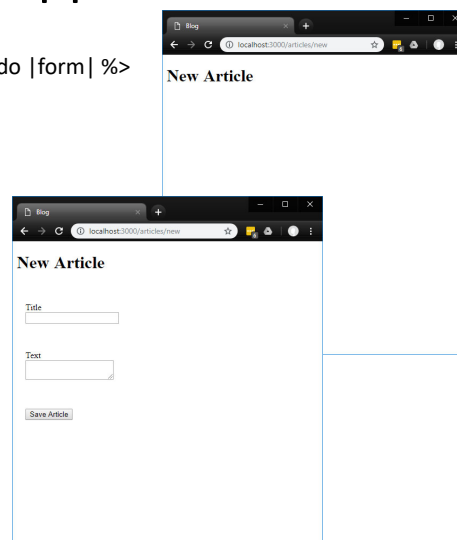 Blog
localhost:3000/articles/new
do |form| %>
New Article
Blog
localhost:3000/articles/new
New Article
Title
Text
Save Article